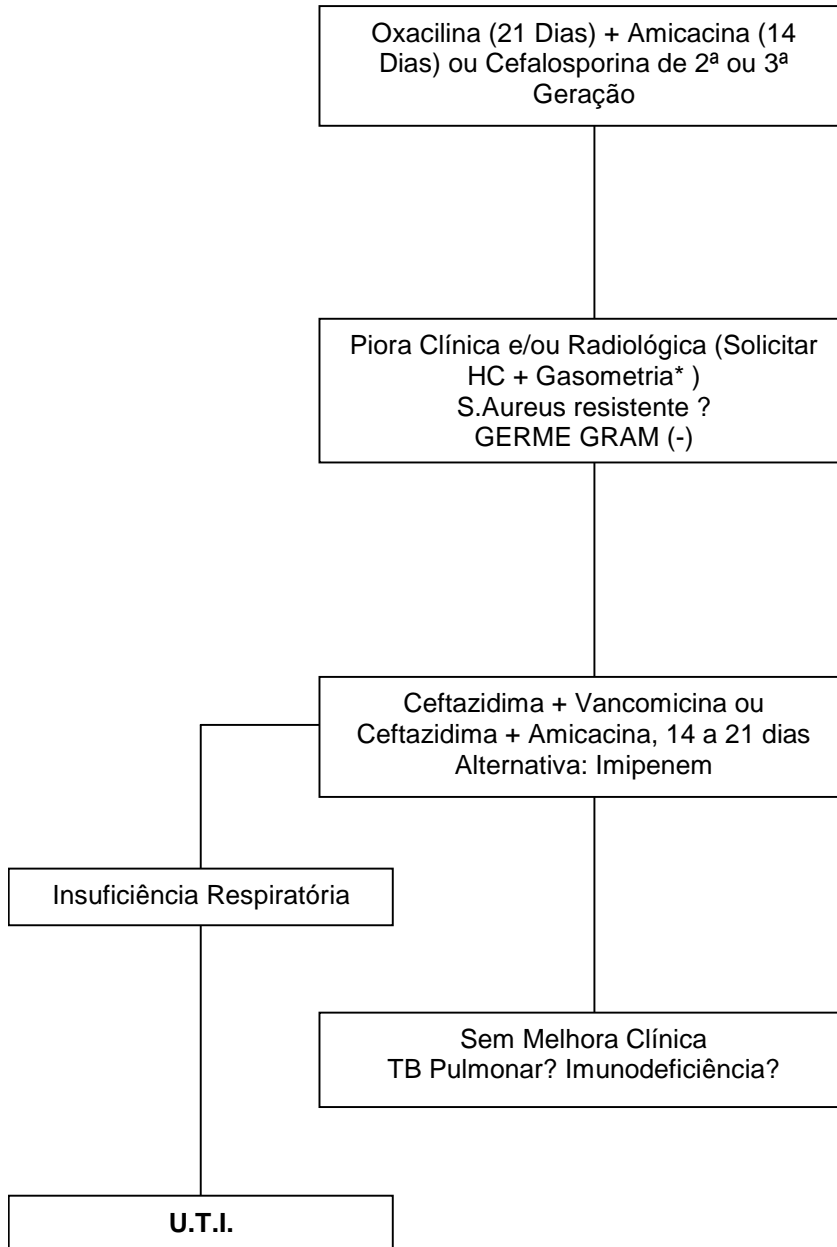 Oxacilina (21 Dias) + Amicacina (14
Dias) ou Cefalosporina de 2ª ou 3ª
Geração
Piora Clínica e/ou Radiológica (Solicitar
HC + Gasometria* )
S.Aureus resistente ?
GERME GRAM (-)
Ceftazidima + Vancomicina ou
Ceftazidima + Amicacina, 14 a 21 dias
Alternativa: Imipenem
Insuficiência Respiratória
Sem Melhora Clínica
TB Pulmonar? Imunodeficiência?
U.T.I.